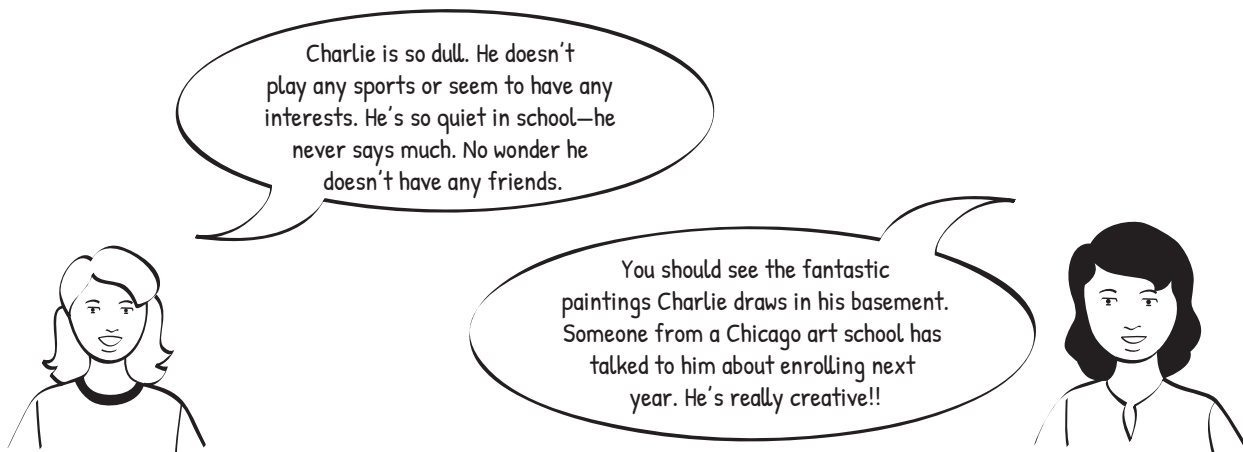 Charlie is so dull. He doesn't
play any sports or seem to have any
interests. He's so quiet in school—he
never says much. No wonder he
doesn't have any friends.
You should see the fantastic
paintings Charlie draws in his basement.
Someone from a Chicago art school has
talked to him about enrolling next
year. He's really creative!!